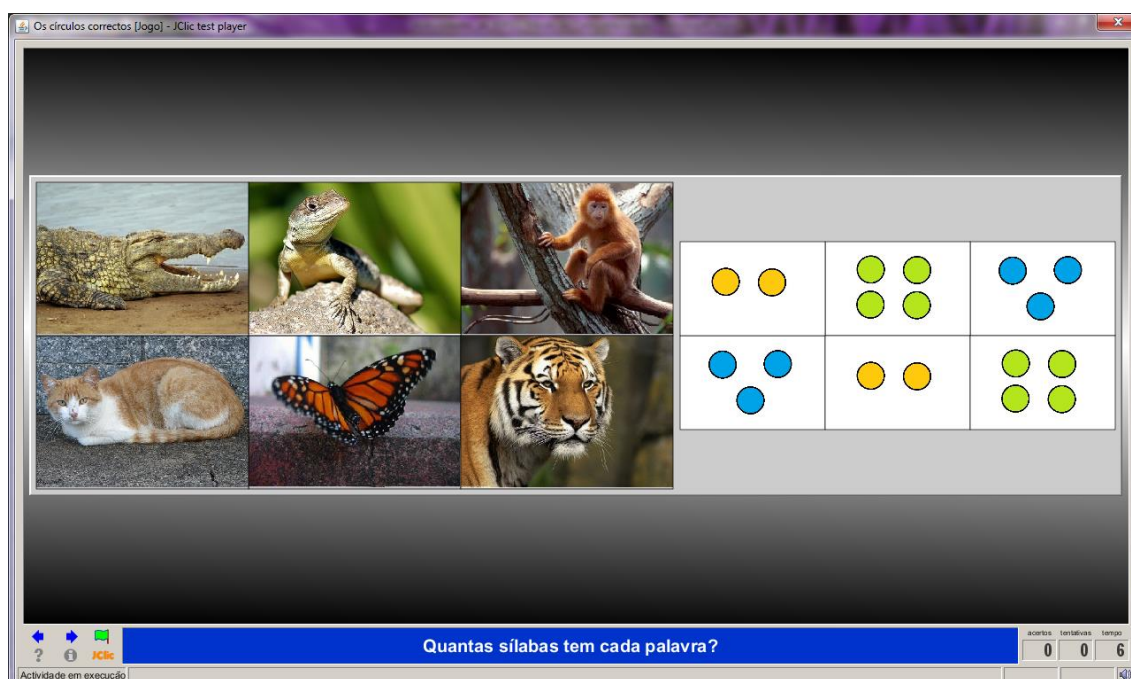 Os círculos correctos [Jogo] - JClic test player
JClic
Quantas sílabas tem cada palavra?
acertos tentativas tempo
0 0 6
Actividade em execução